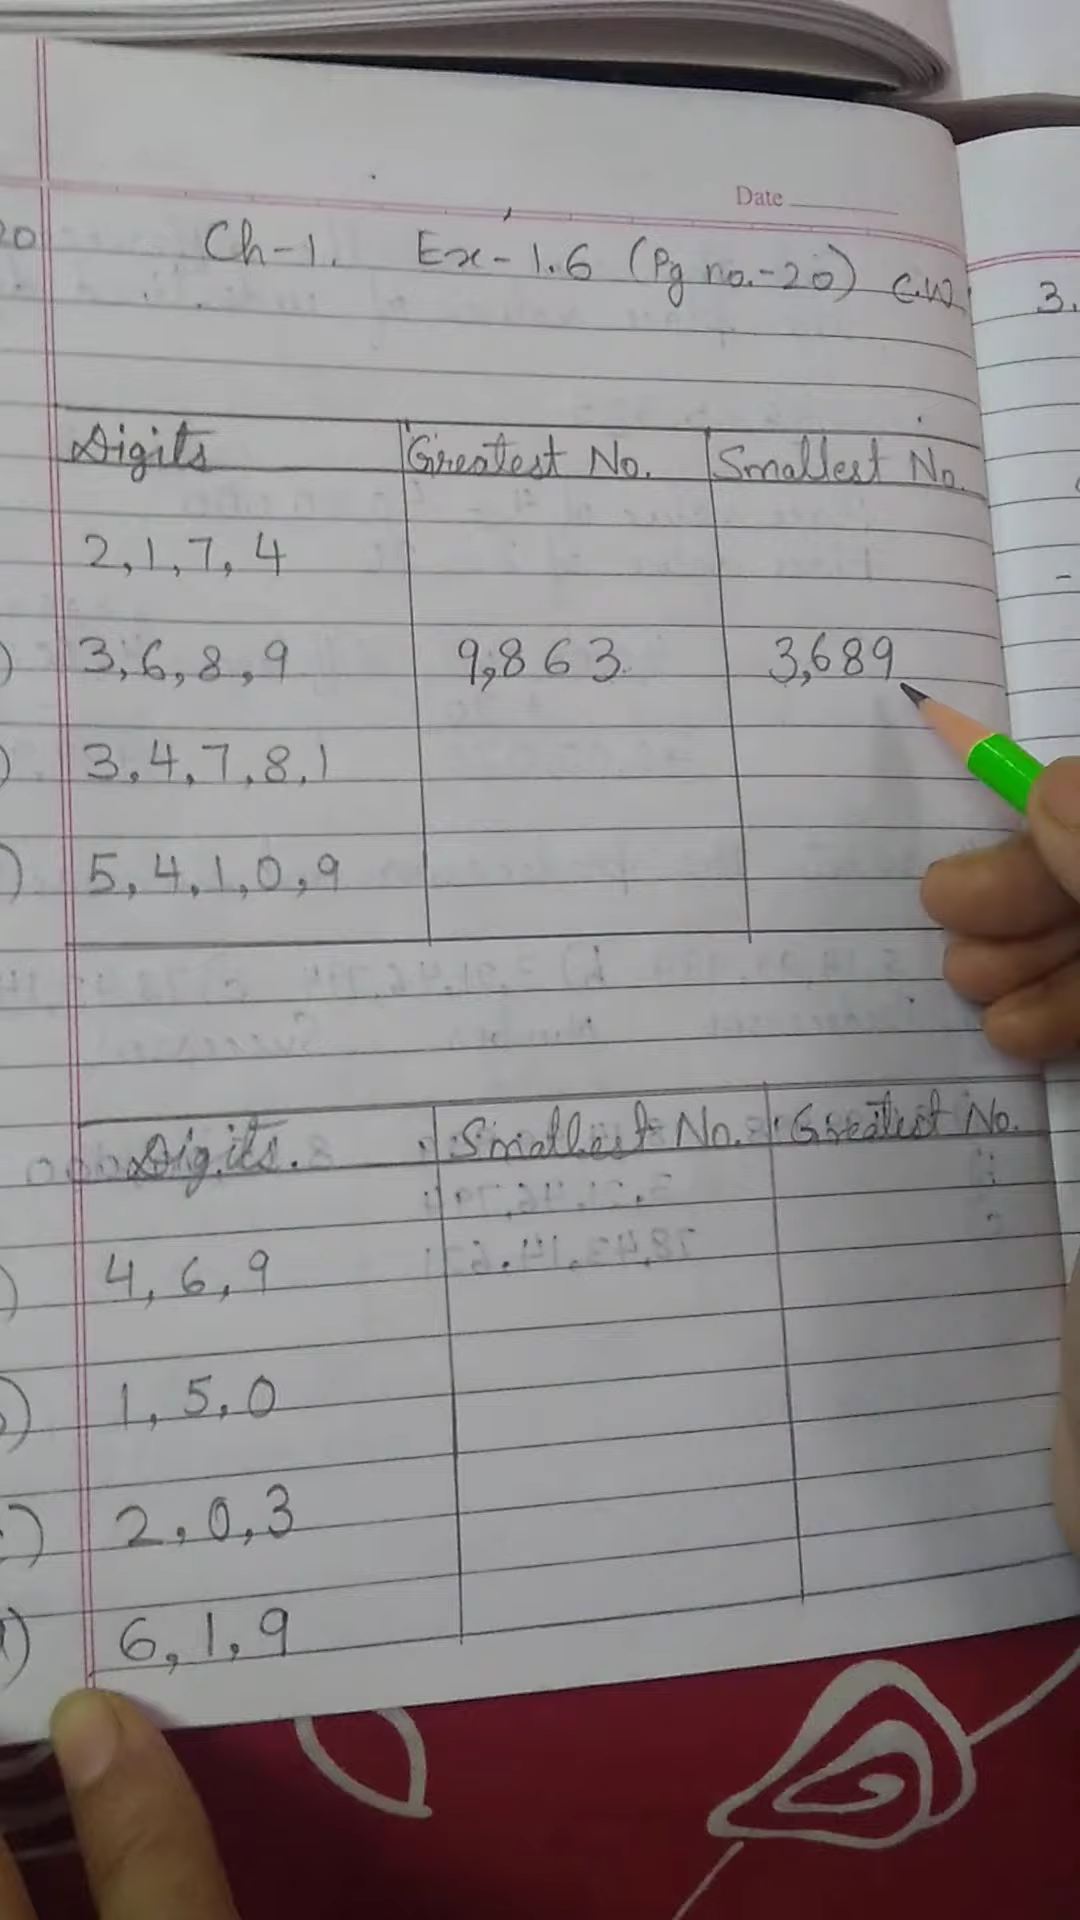 Date
20 Ch-1. Ex-1.6 (Pg no.-20) C.W. 3.
Digits Greatest No. Smallest No.
2,1,7,4
) 3,6,8,9 9,863 3,689
) 3,4,7,8,1
) 5,4,1,0,9
Digits. Smallest No. Greatest No.
) 4,6,9
) 1,5,0
) 2,0,3
) 6,1,9